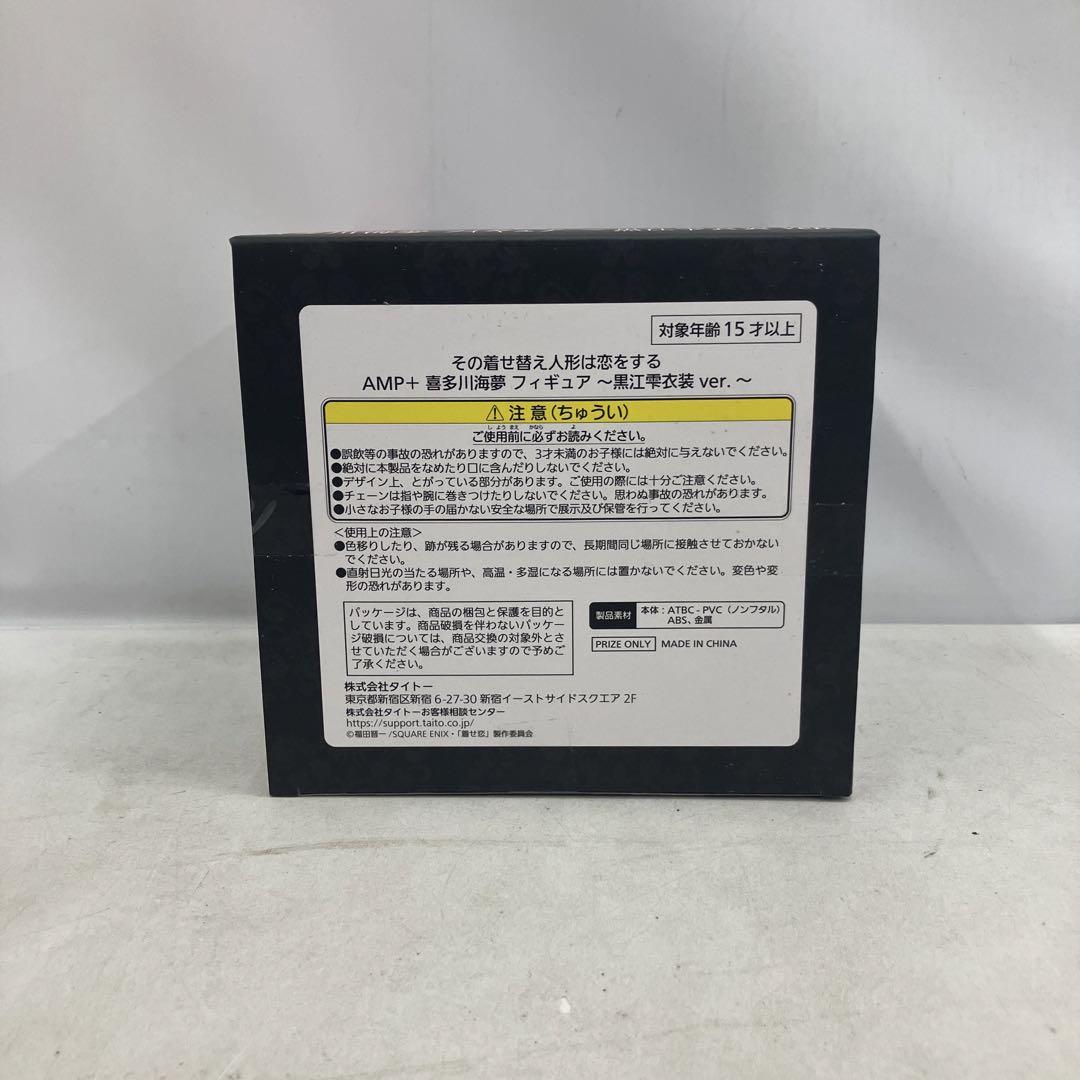 対象年齢15才以上
その着せ替え人形は恋をする
AMP＋ 喜多川海夢 フィギュア ～黒江雫衣装 ver.～
⚠ 注意(ちゅうい)
ご使用前に必ずお読みください。
●誤飲等の事故の恐れがありますので、3才未満のお子様には絶対に与えないでください。
●絶対に本製品をなめたり口に含んだりしないでください。
●デザイン上、とがっている部分があります。ご使用の際には十分ご注意ください。
●チェーンは指や腕に巻きつけたりしないでください。思わぬ事故の恐れがあります。
●小さなお子様の手の届かない安全な場所で展示及び保管を行ってください。
＜使用上の注意＞
●色移りしたり、跡が残る場合がありますので、長期間同じ場所に接触させておかない
でください。
●直射日光の当たる場所や、高温・多湿になる場所には置かないでください。変色や変
形の恐れがあります。
パッケージは、商品の梱包と保護を目的と
しています。商品破損を伴わないパッケー
ジ破損については、商品交換の対象外とさ
せていただく場合がございますので予めご
了承ください。
製品素材 本体：ATBC-PVC（ノンフタル）
ABS、金属
PRIZE ONLY MADE IN CHINA
株式会社タイトー
東京都新宿区新宿 6-27-30 新宿イーストサイドスクエア 2F
株式会社タイトーお客様相談センター
https://support.taito.co.jp/
©福田晋一/SQUARE ENIX・「着せ恋」製作委員会